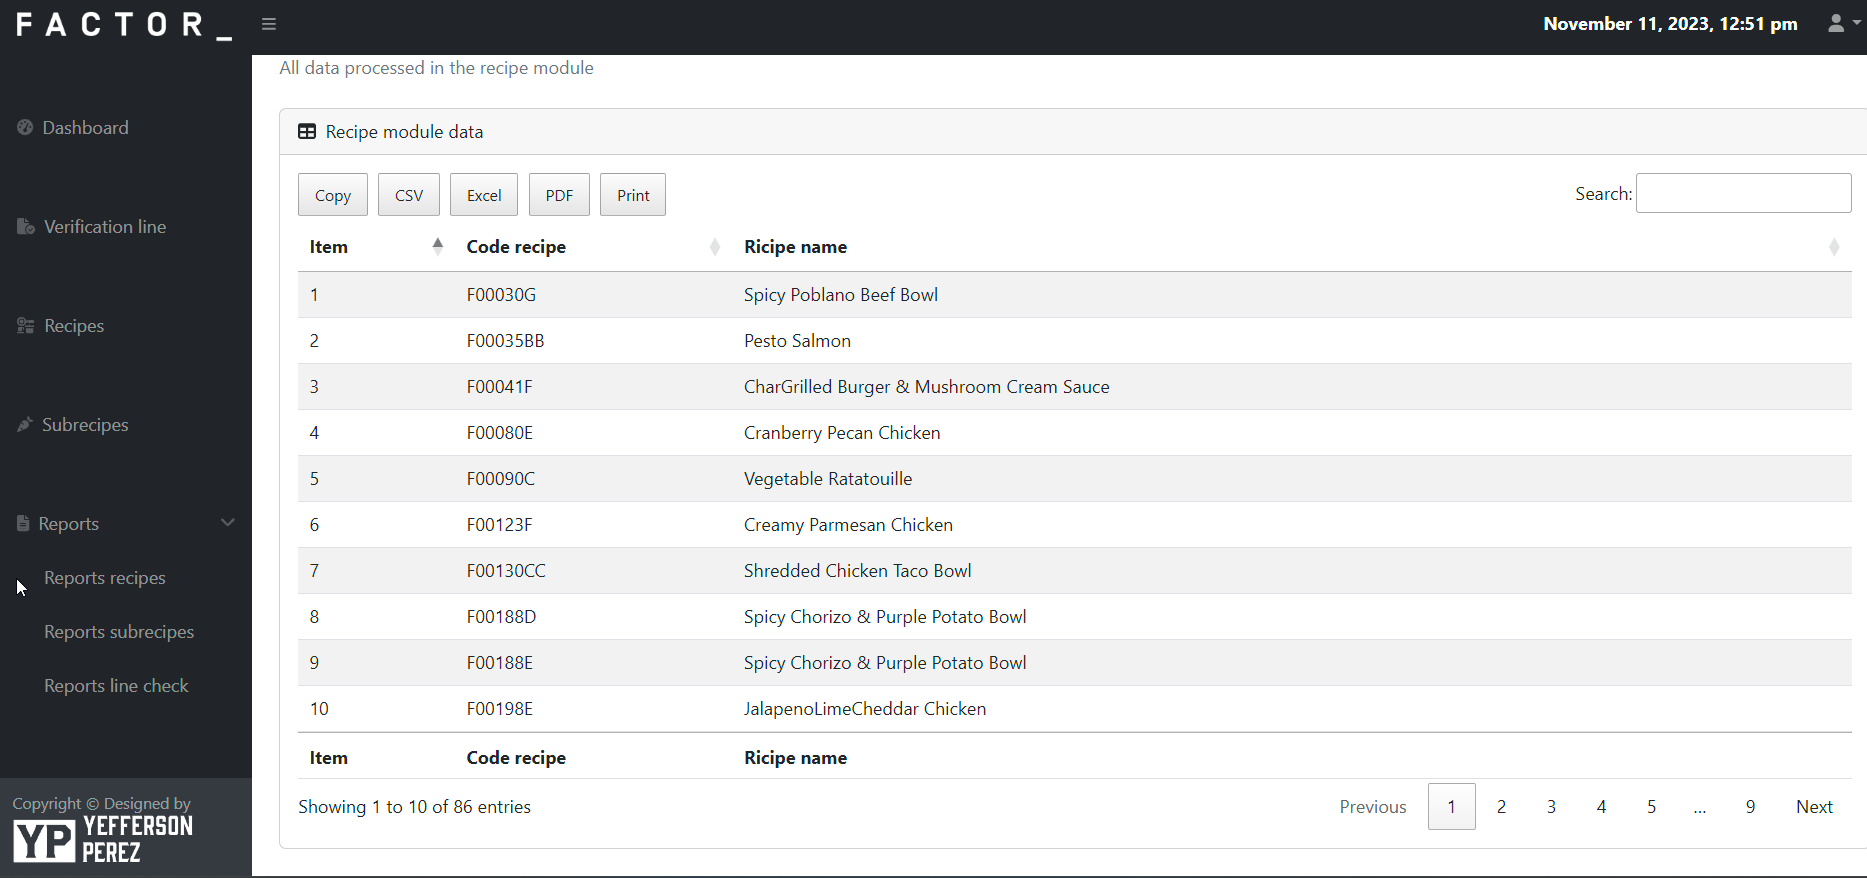 FACTOR_
November 11, 2023, 12:51 pm
Dashboard
Verification line
Recipes
Subrecipes
Reports
Reports recipes
Reports subrecipes
Reports line check
Copyright © Designed by
YP YEFFERSON
PEREZ
All data processed in the recipe module
Recipe module data
Copy CSV Excel PDF Print Search:
Item Code recipe Ricipe name
1 F00030G Spicy Poblano Beef Bowl
2 F00035BB Pesto Salmon
3 F00041F CharGrilled Burger & Mushroom Cream Sauce
4 F00080E Cranberry Pecan Chicken
5 F00090C Vegetable Ratatouille
6 F00123F Creamy Parmesan Chicken
7 F00130CC Shredded Chicken Taco Bowl
8 F00188D Spicy Chorizo & Purple Potato Bowl
9 F00188E Spicy Chorizo & Purple Potato Bowl
10 F00198E JalapenoLimeCheddar Chicken
Item Code recipe Ricipe name
Showing 1 to 10 of 86 entries Previous 1 2 3 4 5 ... 9 Next